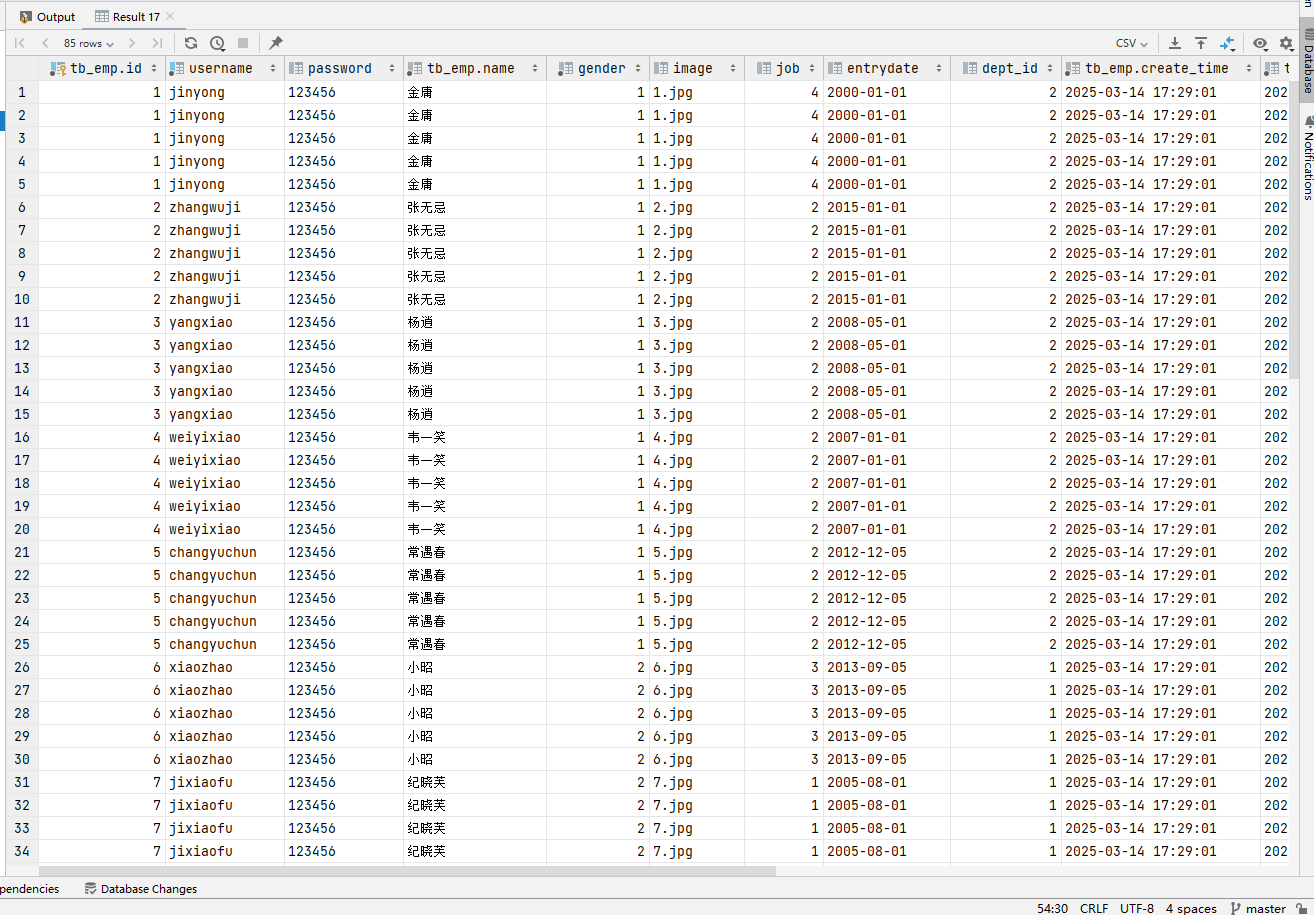 Output Result 17
85 rows CSV
tb_emp.id username password tb_emp.name gender image job entrydate dept_id tb_emp.create_time t
1 1 jinyong 123456 金庸 1 1.jpg 4 2000-01-01 2 2025-03-14 17:29:01 202
2 1 jinyong 123456 金庸 1 1.jpg 4 2000-01-01 2 2025-03-14 17:29:01 202
3 1 jinyong 123456 金庸 1 1.jpg 4 2000-01-01 2 2025-03-14 17:29:01 202
4 1 jinyong 123456 金庸 1 1.jpg 4 2000-01-01 2 2025-03-14 17:29:01 202
5 1 jinyong 123456 金庸 1 1.jpg 4 2000-01-01 2 2025-03-14 17:29:01 202
6 2 zhangwuji 123456 张无忌 1 2.jpg 2 2015-01-01 2 2025-03-14 17:29:01 202
7 2 zhangwuji 123456 张无忌 1 2.jpg 2 2015-01-01 2 2025-03-14 17:29:01 202
8 2 zhangwuji 123456 张无忌 1 2.jpg 2 2015-01-01 2 2025-03-14 17:29:01 202
9 2 zhangwuji 123456 张无忌 1 2.jpg 2 2015-01-01 2 2025-03-14 17:29:01 202
10 2 zhangwuji 123456 张无忌 1 2.jpg 2 2015-01-01 2 2025-03-14 17:29:01 202
11 3 yangxiao 123456 杨逍 1 3.jpg 2 2008-05-01 2 2025-03-14 17:29:01 202
12 3 yangxiao 123456 杨逍 1 3.jpg 2 2008-05-01 2 2025-03-14 17:29:01 202
13 3 yangxiao 123456 杨逍 1 3.jpg 2 2008-05-01 2 2025-03-14 17:29:01 202
14 3 yangxiao 123456 杨逍 1 3.jpg 2 2008-05-01 2 2025-03-14 17:29:01 202
15 3 yangxiao 123456 杨逍 1 3.jpg 2 2008-05-01 2 2025-03-14 17:29:01 202
16 4 weiyixiao 123456 韦一笑 1 4.jpg 2 2007-01-01 2 2025-03-14 17:29:01 202
17 4 weiyixiao 123456 韦一笑 1 4.jpg 2 2007-01-01 2 2025-03-14 17:29:01 202
18 4 weiyixiao 123456 韦一笑 1 4.jpg 2 2007-01-01 2 2025-03-14 17:29:01 202
19 4 weiyixiao 123456 韦一笑 1 4.jpg 2 2007-01-01 2 2025-03-14 17:29:01 202
20 4 weiyixiao 123456 韦一笑 1 4.jpg 2 2007-01-01 2 2025-03-14 17:29:01 202
21 5 changyuchun 123456 常遇春 1 5.jpg 2 2012-12-05 2 2025-03-14 17:29:01 202
22 5 changyuchun 123456 常遇春 1 5.jpg 2 2012-12-05 2 2025-03-14 17:29:01 202
23 5 changyuchun 123456 常遇春 1 5.jpg 2 2012-12-05 2 2025-03-14 17:29:01 202
24 5 changyuchun 123456 常遇春 1 5.jpg 2 2012-12-05 2 2025-03-14 17:29:01 202
25 5 changyuchun 123456 常遇春 1 5.jpg 2 2012-12-05 2 2025-03-14 17:29:01 202
26 6 xiaozhao 123456 小昭 2 6.jpg 3 2013-09-05 1 2025-03-14 17:29:01 202
27 6 xiaozhao 123456 小昭 2 6.jpg 3 2013-09-05 1 2025-03-14 17:29:01 202
28 6 xiaozhao 123456 小昭 2 6.jpg 3 2013-09-05 1 2025-03-14 17:29:01 202
29 6 xiaozhao 123456 小昭 2 6.jpg 3 2013-09-05 1 2025-03-14 17:29:01 202
30 6 xiaozhao 123456 小昭 2 6.jpg 3 2013-09-05 1 2025-03-14 17:29:01 202
31 7 jixiaofu 123456 纪晓芙 2 7.jpg 1 2005-08-01 1 2025-03-14 17:29:01 202
32 7 jixiaofu 123456 纪晓芙 2 7.jpg 1 2005-08-01 1 2025-03-14 17:29:01 202
33 7 jixiaofu 123456 纪晓芙 2 7.jpg 1 2005-08-01 1 2025-03-14 17:29:01 202
34 7 jixiaofu 123456 纪晓芙 2 7.jpg 1 2005-08-01 1 2025-03-14 17:29:01 202
Database
Notifications
pendencies Database Changes
54:30 CRLF UTF-8 4 spaces master